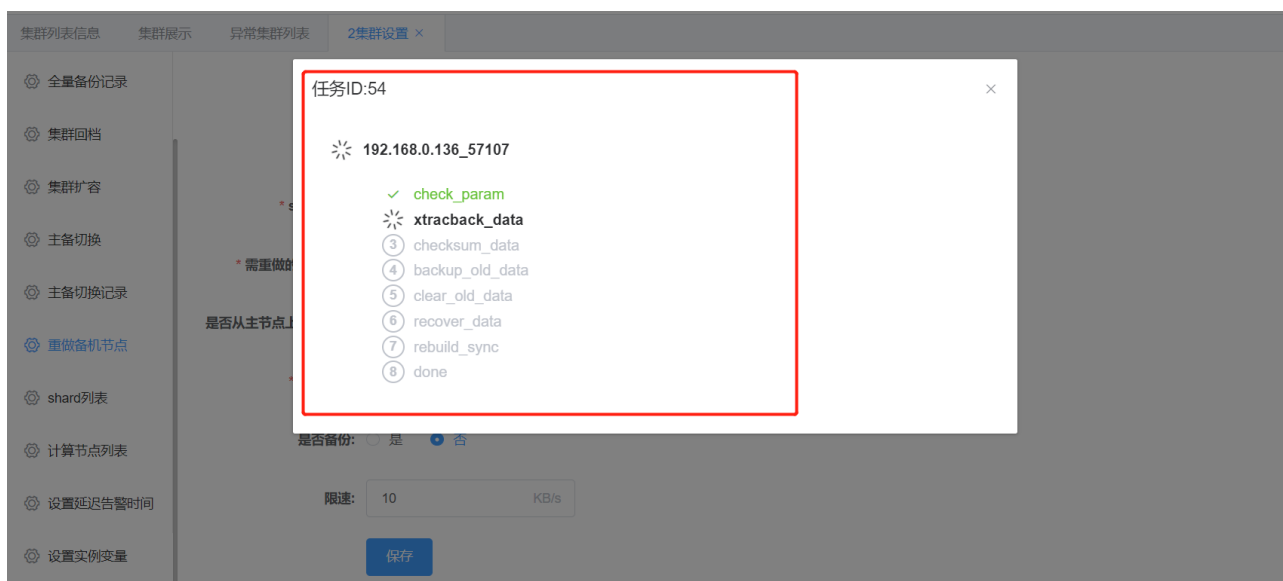 集群列表信息 集群展示 异常集群列表 2集群设置 ×
全量备份记录
集群回档
集群扩容
主备切换
主备切换记录
重做备机节点
shard列表
计算节点列表
设置延迟告警时间
设置实例变量
任务ID:54 ×
192.168.0.136_57107
check_param
xtracback_data
3 checksum_data
4 backup_old_data
5 clear_old_data
6 recover_data
7 rebuild_sync
8 done
* s
* 需重做的
是否从主节点上
*
是否备份: 是 否
限速: 10 KB/s
保存